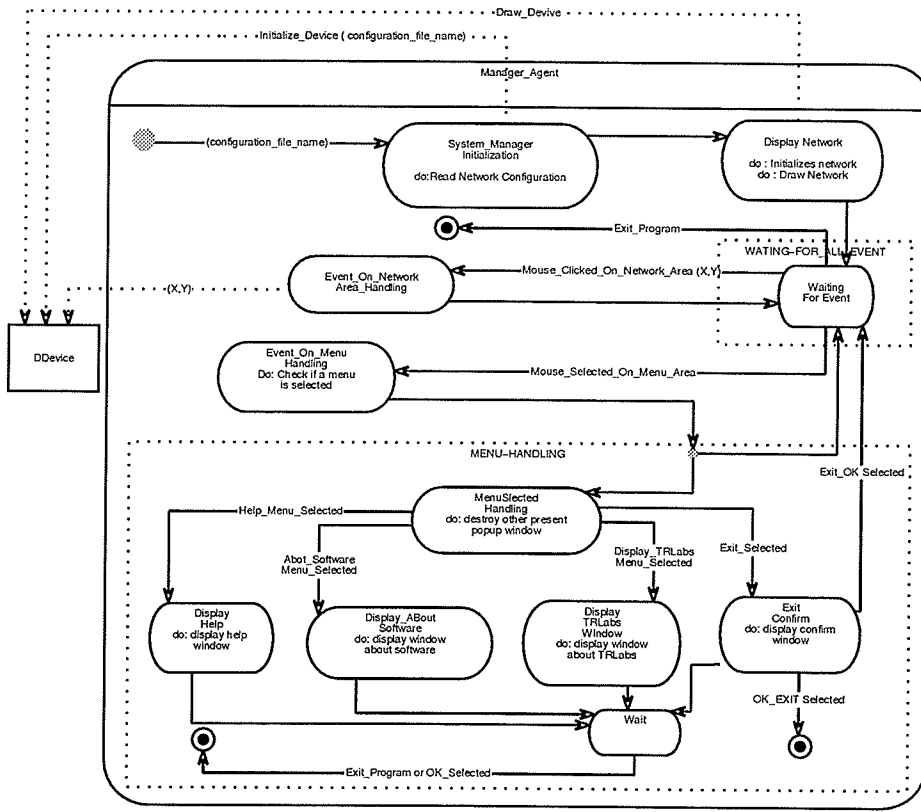 Draw_Devive
Initialize_Device ( configuration_file_name)
Manager_Agent
(configuration_file_name)
System_Manager
Initialization
do:Read Network Configuration
Display Network
do : Initializes network
do : Draw Network
Exit_Program
WATING-FOR_ALL_EVENT
Mouse_Clicked_On_Network_Area (X,Y)
Event_On_Network
Area_Handling
Waiting
For Event
(X,Y)
DDevice
Event_On_Menu
Handling
Do: Check if a menu
is selected
Mouse_Selected_On_Menu_Area
MENU-HANDLING
Exit_OK Selected
MenuSlected
Handling
do: destroy other present
popup window
Help_Menu_Selected
Abot_Software
Menu_Selected
Display_TRLabs
Menu_Selected
Exit_Selected
Display
Help
do: display help
window
Display_ABout
Software
do: display window
about software
Display
TRLabs
Window
do: display window
about TRLabs
Exit
Confirm
do: display confirm
window
OK_EXIT Selected
Wait
Exit_Program or OK_Selected